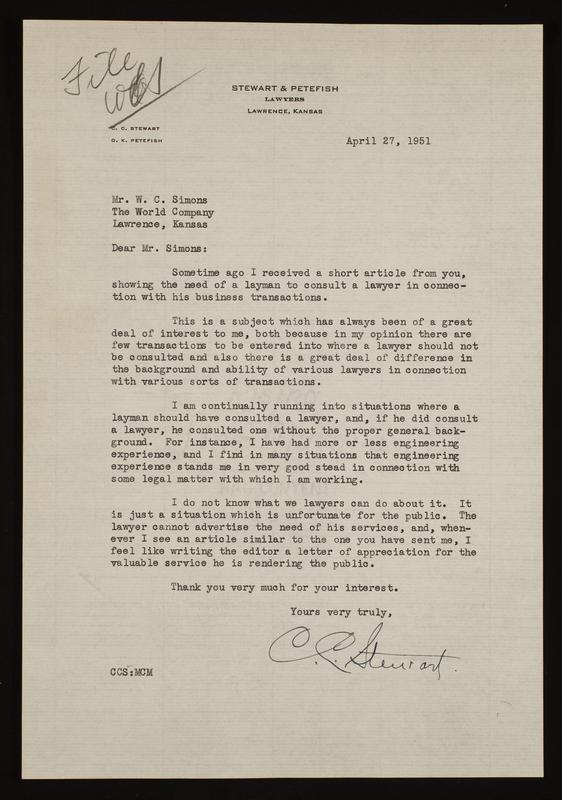 File
WCS
STEWART & PETEFISH
LAWYERS
LAWRENCE, KANSAS
C. C. STEWART
O. K. PETEFISH
April 27, 1951
Mr. W. C. Simons
The World Company
Lawrence, Kansas
Dear Mr. Simons:
Sometime ago I received a short article from you,
showing the need of a layman to consult a lawyer in connec-
tion with his business transactions.
This is a subject which has always been of a great
deal of interest to me, both because in my opinion there are
few transactions to be entered into where a lawyer should not
be consulted and also there is a great deal of difference in
the background and ability of various lawyers in connection
with various sorts of transactions.
I am continually running into situations where a
layman should have consulted a lawyer, and, if he did consult
a lawyer, he consulted one without the proper general back-
ground. For instance, I have had more or less engineering
experience, and I find in many situations that engineering
experience stands me in very good stead in connection with
some legal matter with which I am working.
I do not know what we lawyers can do about it. It
is just a situation which is unfortunate for the public. The
lawyer cannot advertise the need of his services, and, when-
ever I see an article similar to the one you have sent me, I
feel like writing the editor a letter of appreciation for the
valuable service he is rendering the public.
Thank you very much for your interest.
Yours very truly,
C. C. Stewart.
CCS:MCM